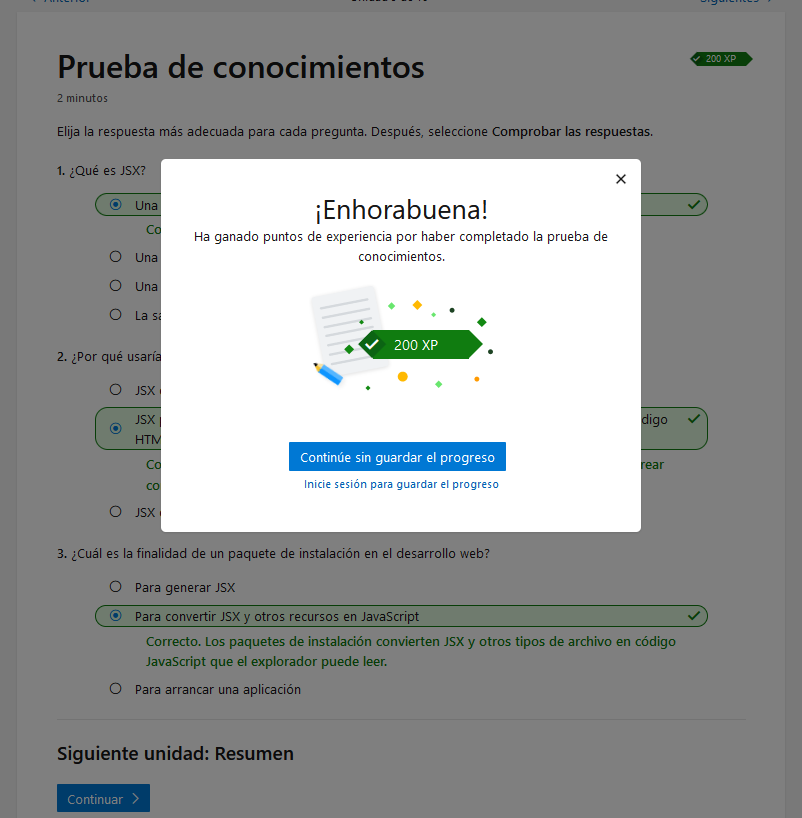 Prueba de conocimientos
200 XP
2 minutos
Elija la respuesta más adecuada para cada pregunta. Después, seleccione Comprobar las respuestas.
1. ¿Qué es JSX?
Una
Una
Una
2. ¿Por qué usaría
JSX
JSX
digo
HTM
rear
JSX
¡Enhorabuena!
Ha ganado puntos de experiencia por haber completado la prueba de
conocimientos.
200 XP
Continúe sin guardar el progreso
Inicie sesión para guardar el progreso
3. ¿Cuál es la finalidad de un paquete de instalación en el desarrollo web?
Para generar JSX
Para convertir JSX y otros recursos en JavaScript
Correcto. Los paquetes de instalación convierten JSX y otros tipos de archivo en código
JavaScript que el explorador puede leer.
Para arrancar una aplicación
Siguiente unidad: Resumen
Continuar